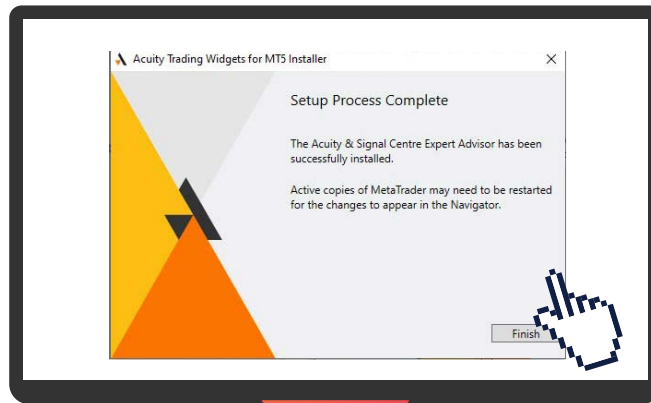 Acuity Trading Widgets for MT5 Installer
Setup Process Complete
The Acuity & Signal Centre Expert Advisor has been
successfully installed.
Active copies of MetaTrader may need to be restarted
for the changes to appear in the Navigator.
Finish